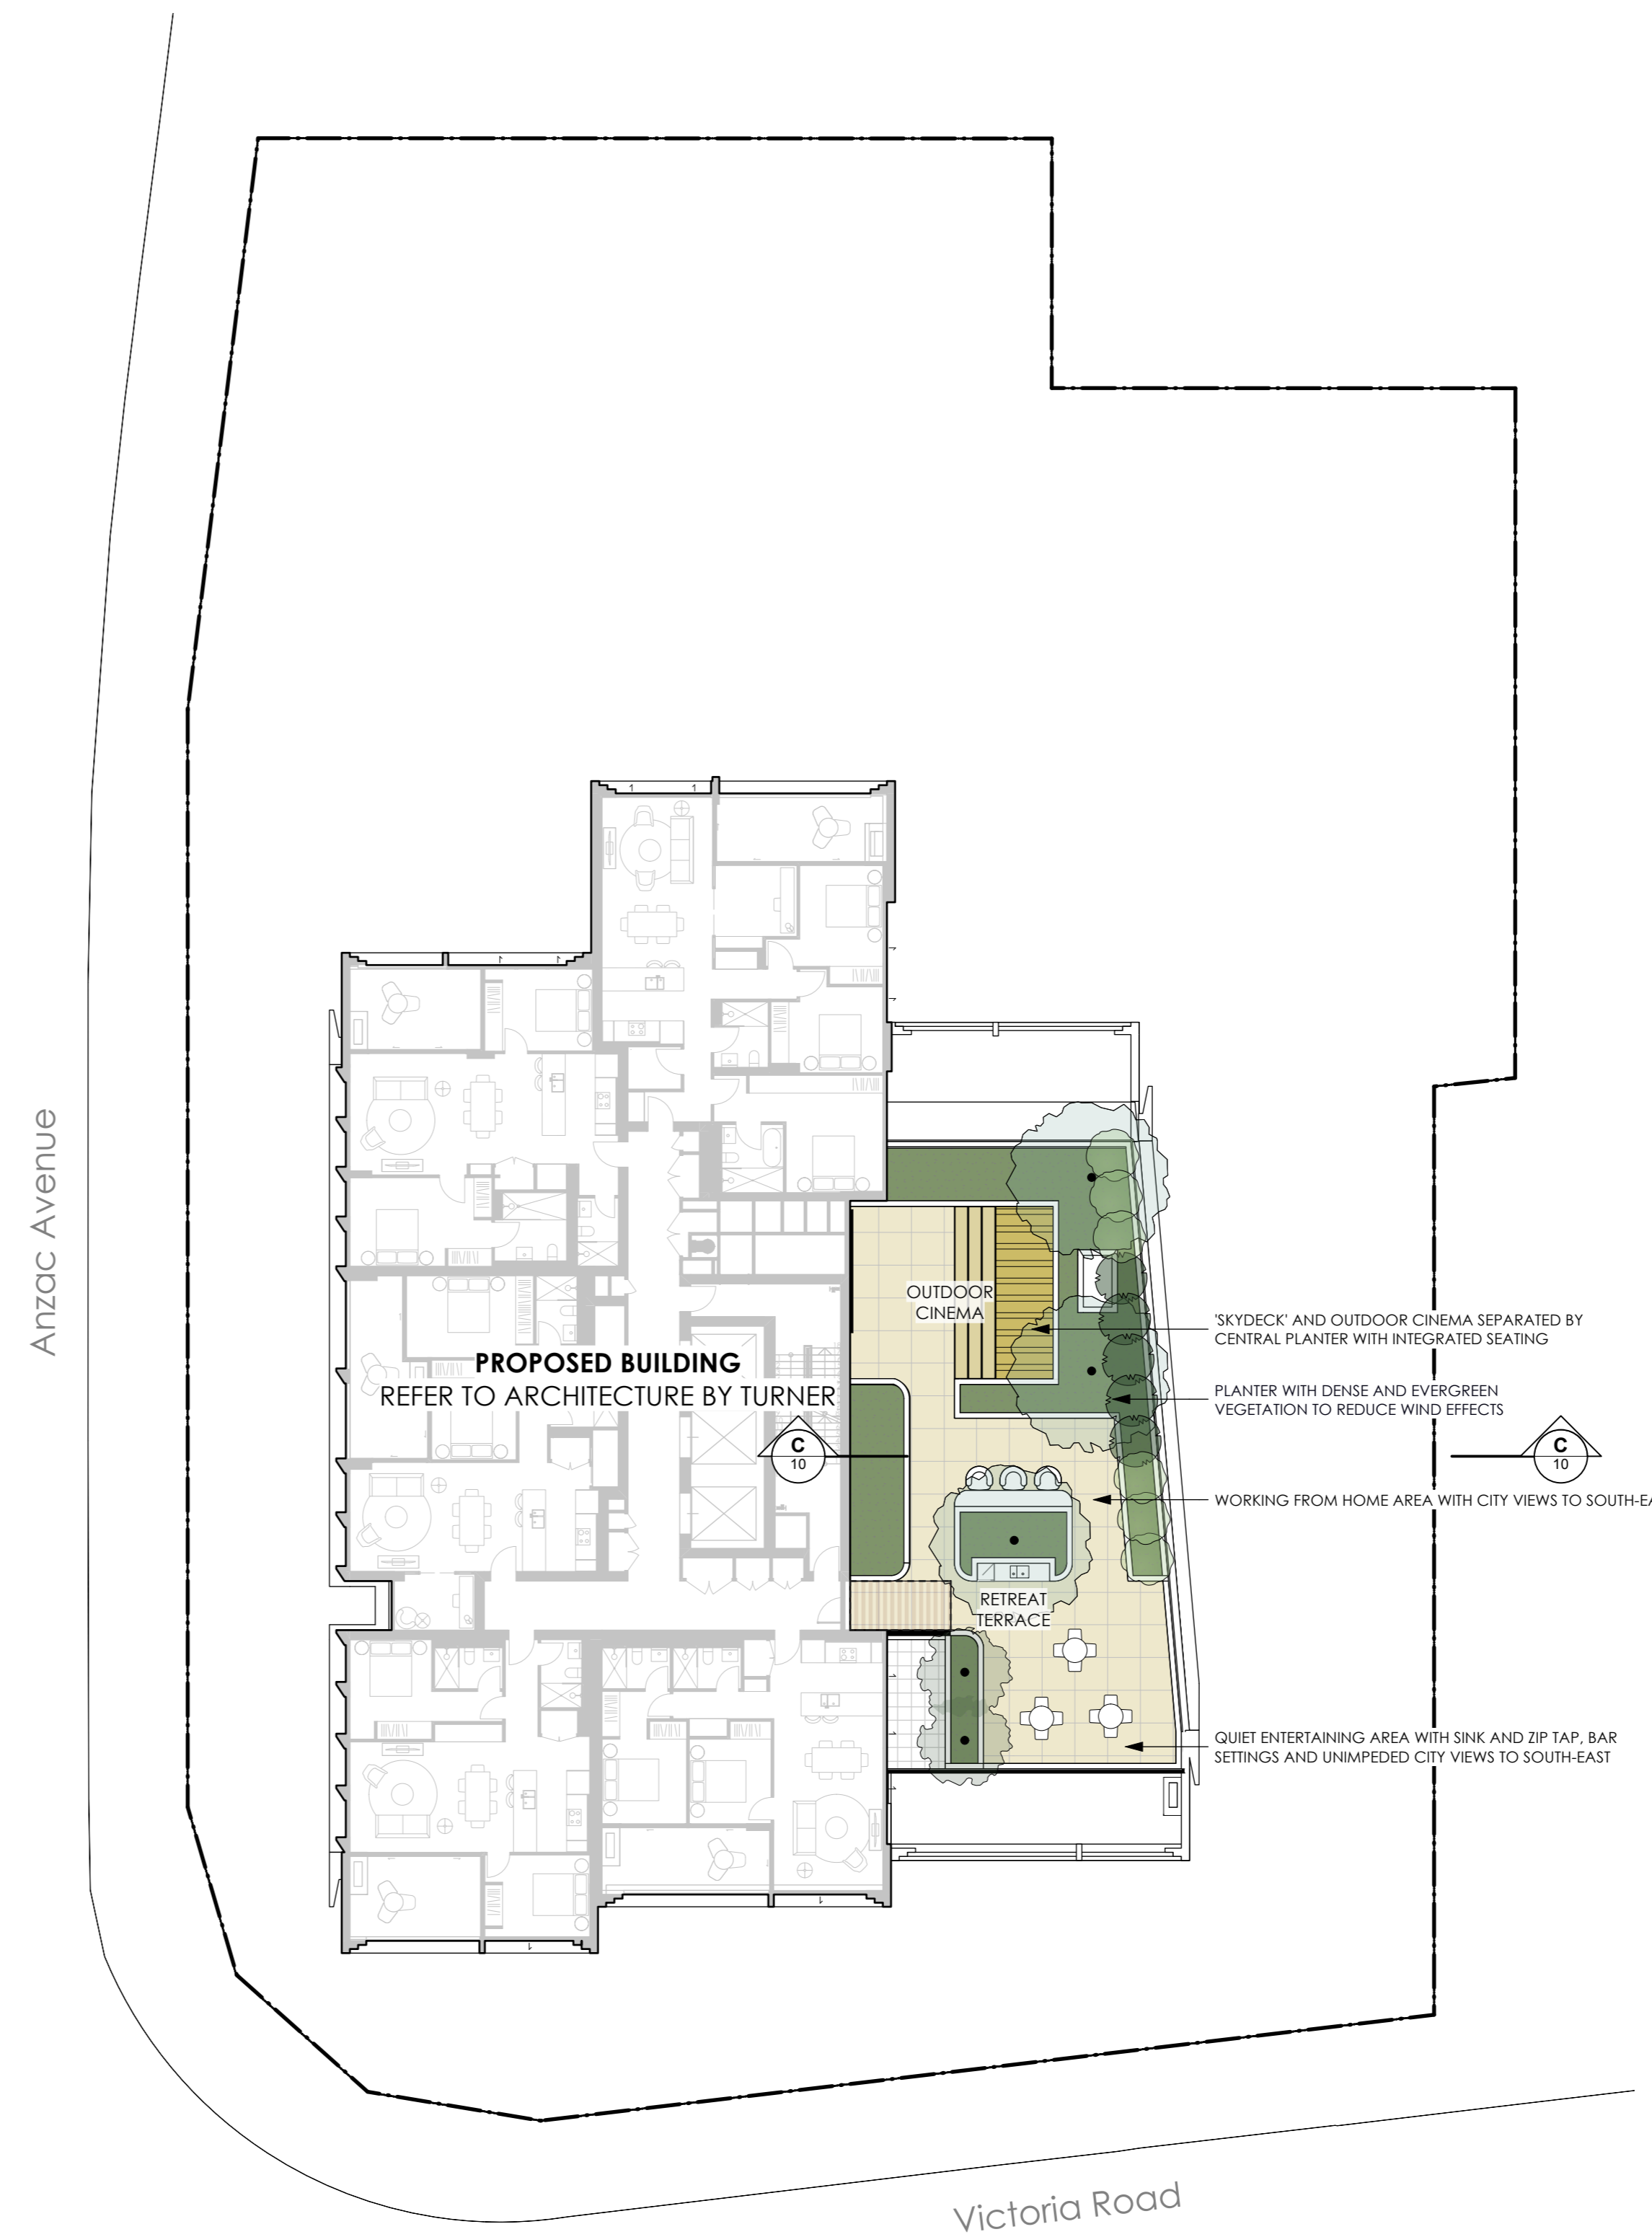 Anzac Avenue
OUTDOOR
CINEMA
'SKYDECK' AND OUTDOOR CINEMA SEPARATED BY
CENTRAL PLANTER WITH INTEGRATED SEATING
PROPOSED BUILDING
REFER TO ARCHITECTURE BY TURNER
PLANTER WITH DENSE AND EVERGREEN
VEGETATION TO REDUCE WIND EFFECTS
C
10
C
10
WORKING FROM HOME AREA WITH CITY VIEWS TO SOUTH-EA
RETREAT
TERRACE
QUIET ENTERTAINING AREA WITH SINK AND ZIP TAP, BAR
SETTINGS AND UNIMPEDED CITY VIEWS TO SOUTH-EAST
Victoria Road